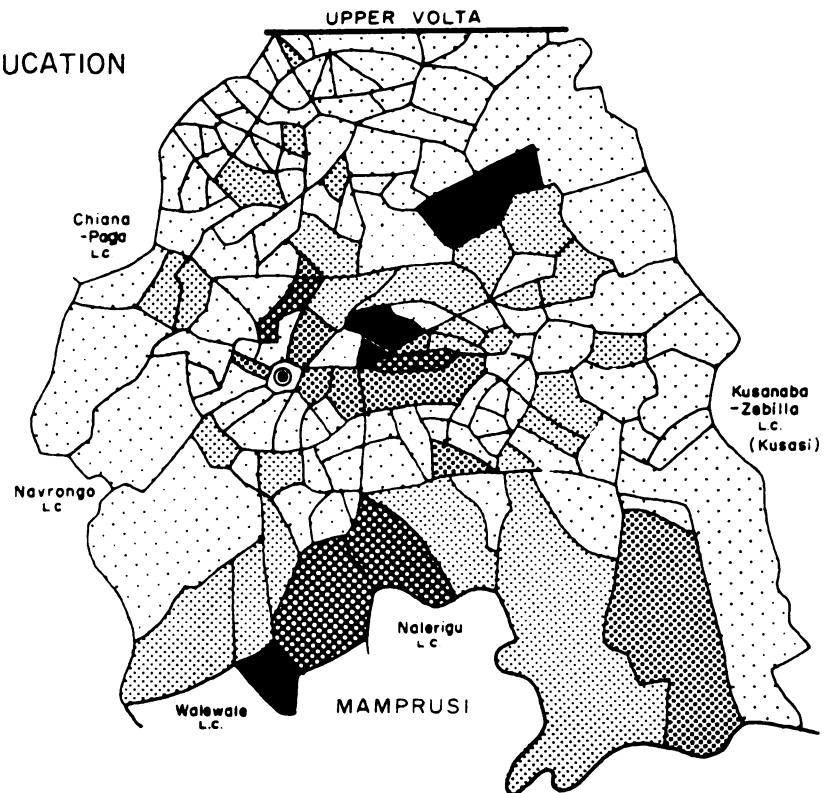 UPPER VOLTA
UCATION
Chiana
-Paga
L.C.
Kusanaba
-Zebilla
L.C.
(Kusasi)
Navrongo
L.C
Nalerigu
L.C.
Walewale
L.C.
MAMPRUSI